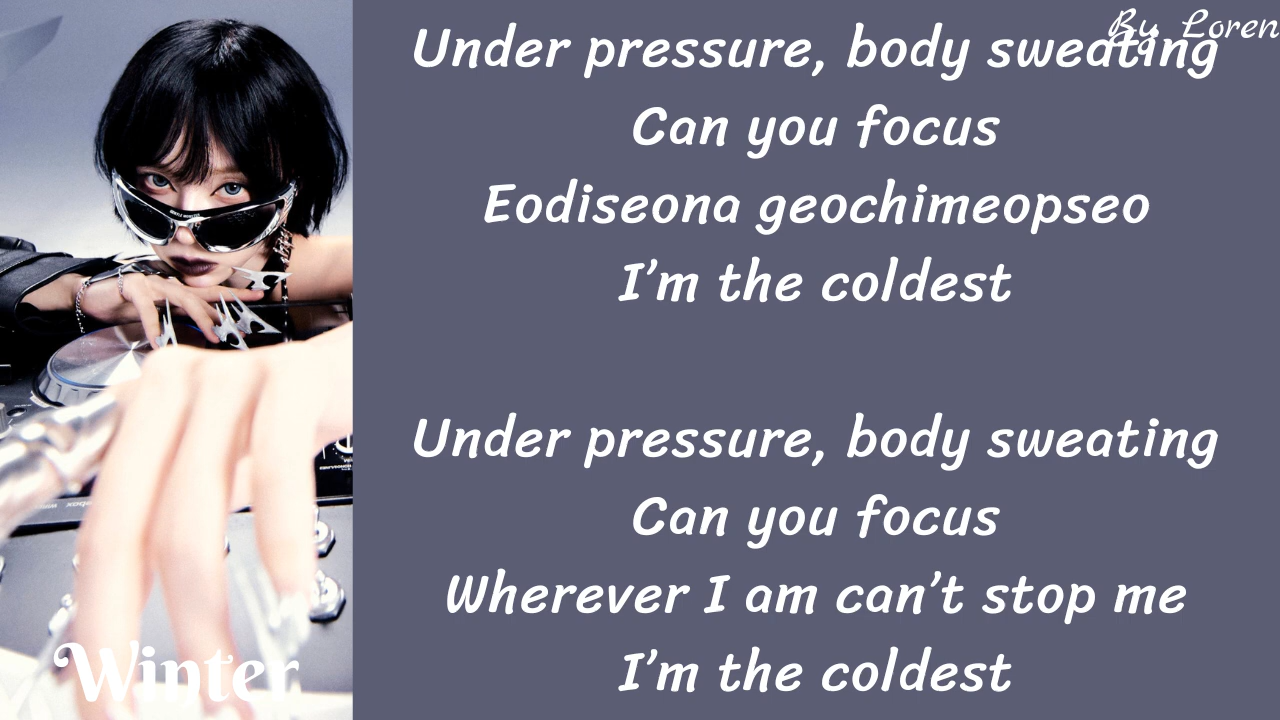 By Loren
Under pressure, body sweating
Can you focus
Eodiseona geochimeopseo
I'm the coldest
Under pressure, body sweating
Can you focus
Wherever I am can't stop me
I'm the coldest
Winter